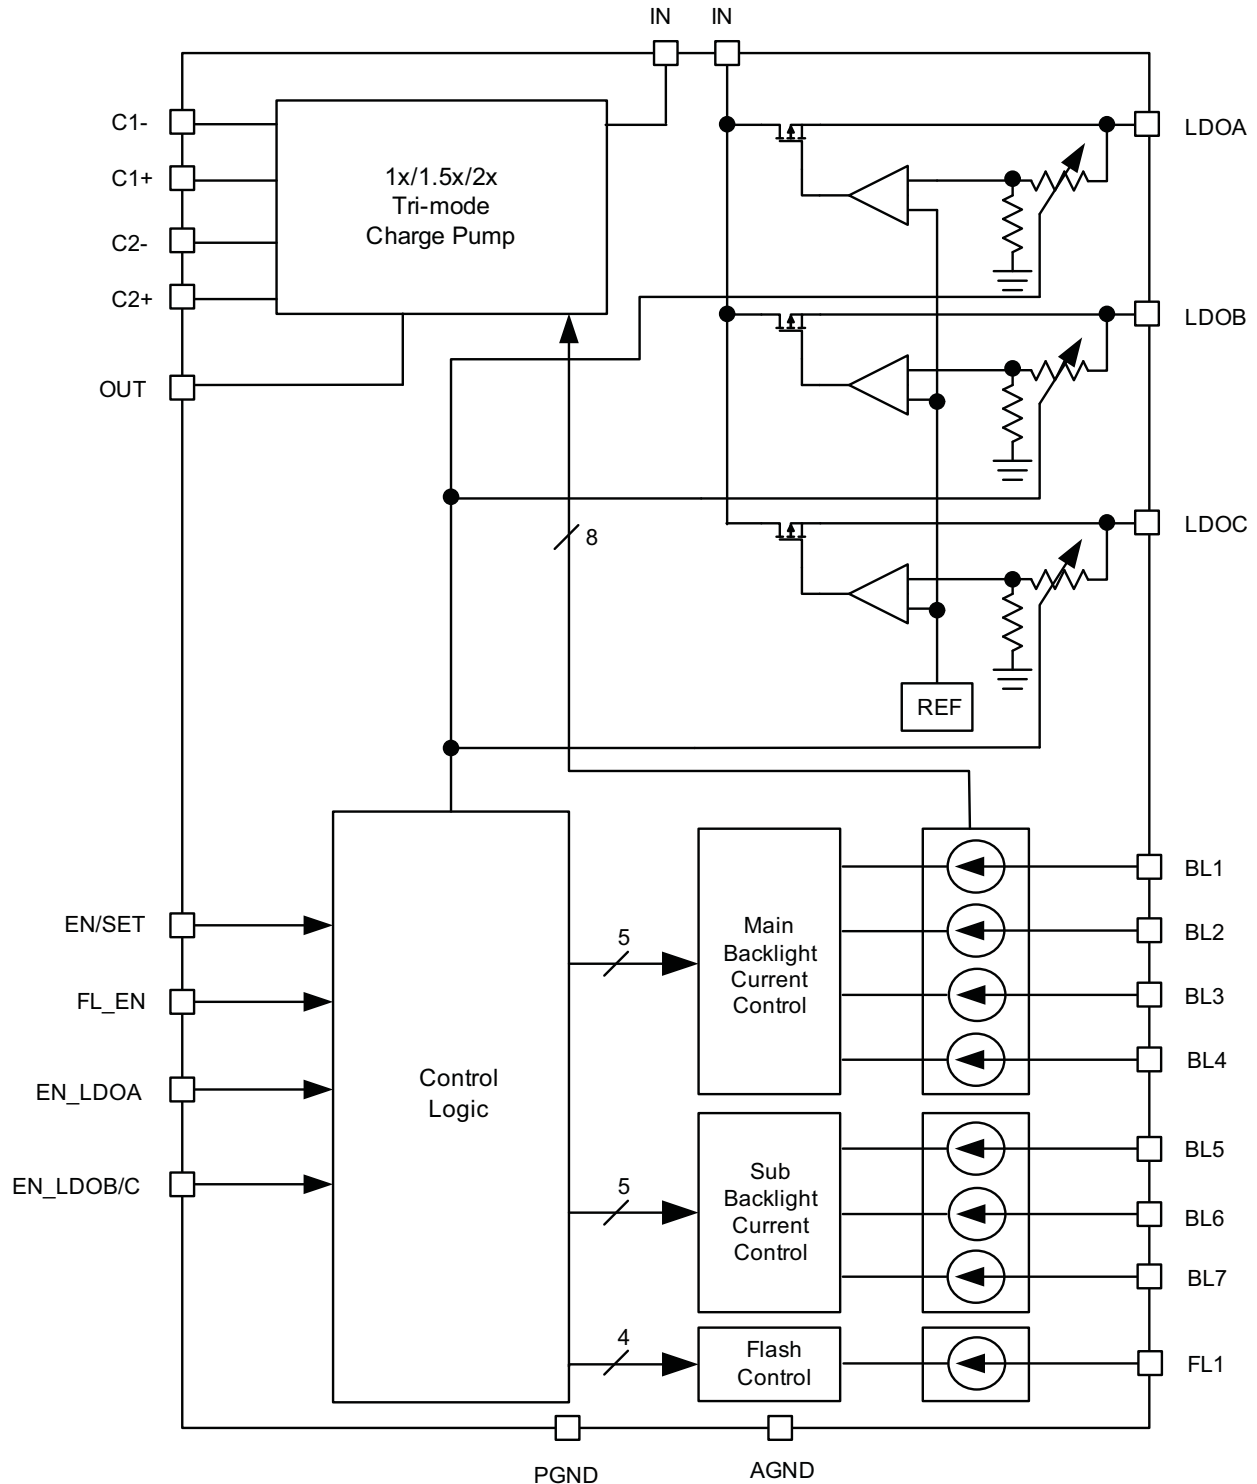 IN
IN
C1-
C1+
C2-
C2+
OUT
1x/1.5x/2x
Tri-mode
Charge Pump
LDOA
LDOB
LDOC
8
REF
EN/SET
FL_EN
EN_LDOA
EN_LDOB/C
Control
Logic
5
5
4
Main
Backlight
Current
Control
Sub
Backlight
Current
Control
Flash
Control
BL1
BL2
BL3
BL4
BL5
BL6
BL7
FL1
PGND
AGND